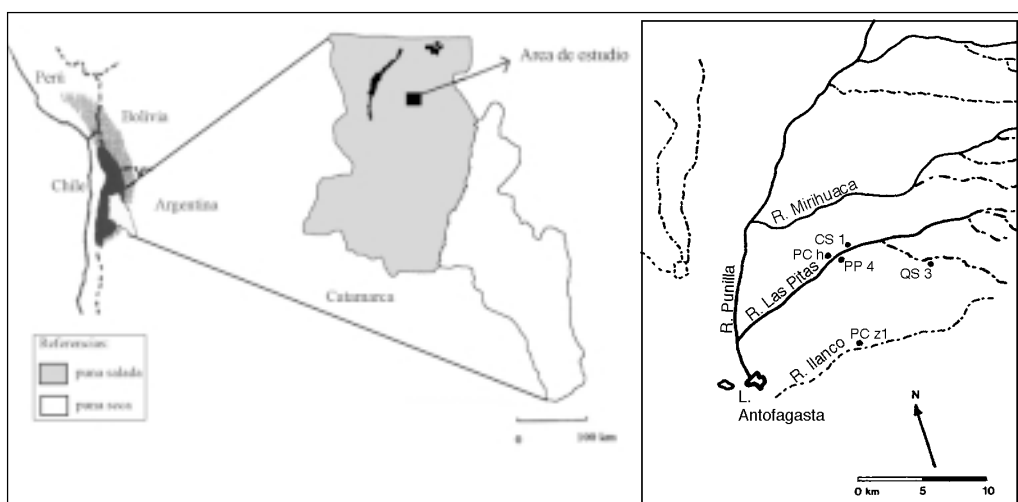 Perú
Bolivia
Chile
Argentina
Catamarca
Area de estudio
Referencias:
puna salada
puna seca
0 100 km
R. Mirihuaca
R. Punilla
R. Las Pitas
CS 1
PC h
PP 4
QS 3
PC z1
R. Ilanco
L.
Antofagasta
N
0 km 5 10